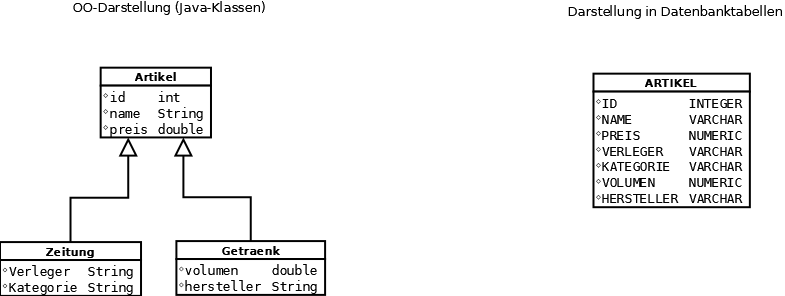 OO-Darstellung (Java-Klassen)
Darstellung in Datenbanktabellen
Artikel
id int
name String
preis double
Zeitung
Verleger String
Kategorie String
Getraenk
volumen double
hersteller String
ARTIKEL
ID INTEGER
NAME VARCHAR
PREIS NUMERIC
VERLEGER VARCHAR
KATEGORIE VARCHAR
VOLUMEN NUMERIC
HERSTELLER VARCHAR